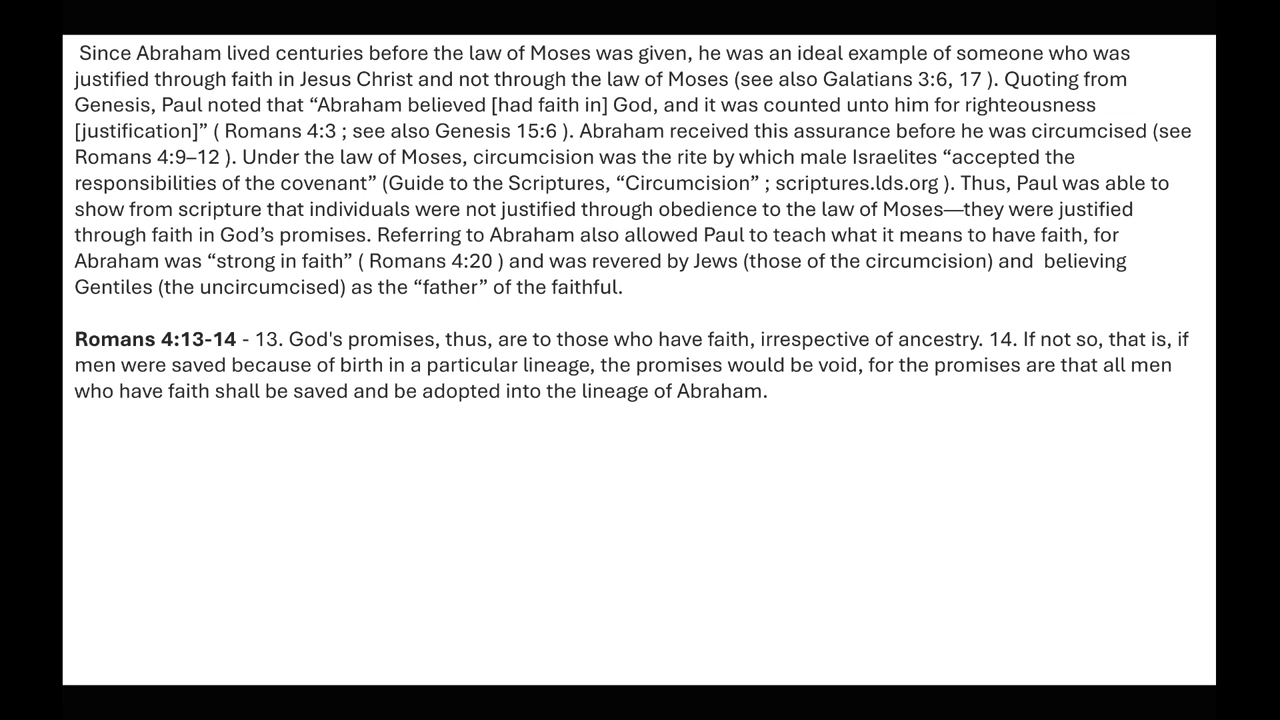 Since Abraham lived centuries before the law of Moses was given, he was an ideal example of someone who was
justified through faith in Jesus Christ and not through the law of Moses (see also Galatians 3:6, 17 ). Quoting from
Genesis, Paul noted that “Abraham believed [had faith in] God, and it was counted unto him for righteousness
[justification]” ( Romans 4:3 ; see also Genesis 15:6 ). Abraham received this assurance before he was circumcised (see
Romans 4:9–12 ). Under the law of Moses, circumcision was the rite by which male Israelites “accepted the
responsibilities of the covenant” (Guide to the Scriptures, “Circumcision” ; scriptures.lds.org ). Thus, Paul was able to
show from scripture that individuals were not justified through obedience to the law of Moses—they were justified
through faith in God’s promises. Referring to Abraham also allowed Paul to teach what it means to have faith, for
Abraham was “strong in faith” ( Romans 4:20 ) and was revered by Jews (those of the circumcision) and  believing
Gentiles (the uncircumcised) as the “father” of the faithful.
Romans 4:13-14 - 13. God's promises, thus, are to those who have faith, irrespective of ancestry. 14. If not so, that is, if
men were saved because of birth in a particular lineage, the promises would be void, for the promises are that all men
who have faith shall be saved and be adopted into the lineage of Abraham.